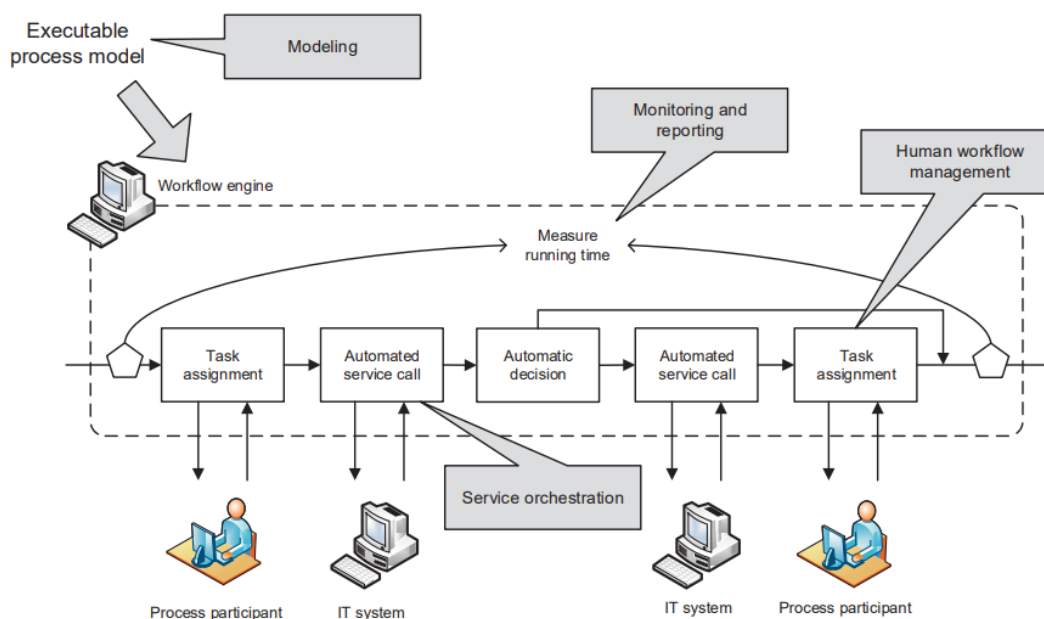 Executable
process model
Modeling
Monitoring and
reporting
Human workflow
management
Workflow engine
Measure
running time
Task
assignment
Automated
service call
Automatic
decision
Automated
service call
Task
assignment
Service orchestration
Process participant
IT system
IT system
Process participant